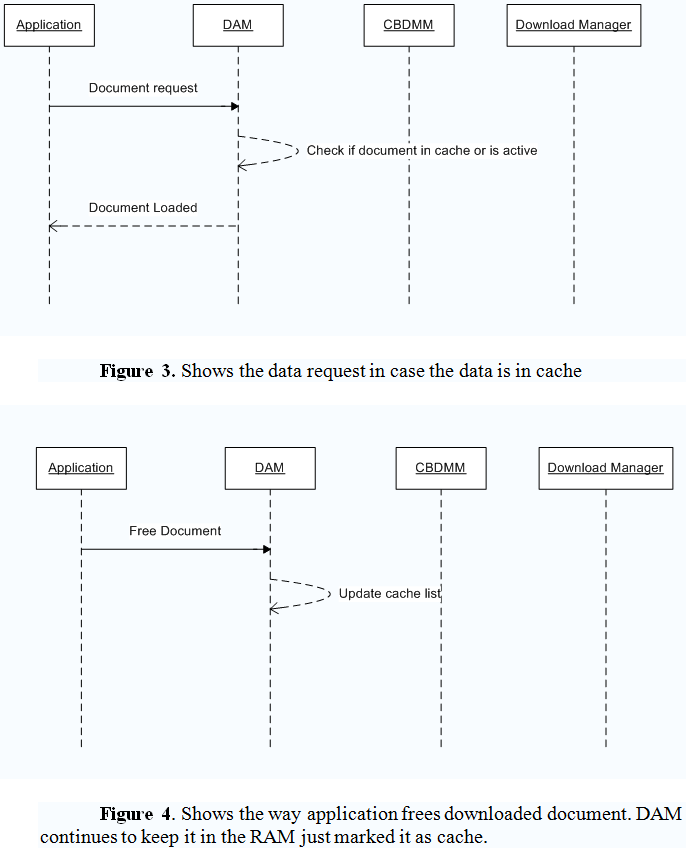 Application DAM CBDMM Download Manager
Document request
Check if document in cache or is active
Document Loaded
Figure 3. Shows the data request in case the data is in cache
Application DAM CBDMM Download Manager
Free Document
Update cache list
Figure 4. Shows the way application frees downloaded document. DAM
continues to keep it in the RAM just marked it as cache.